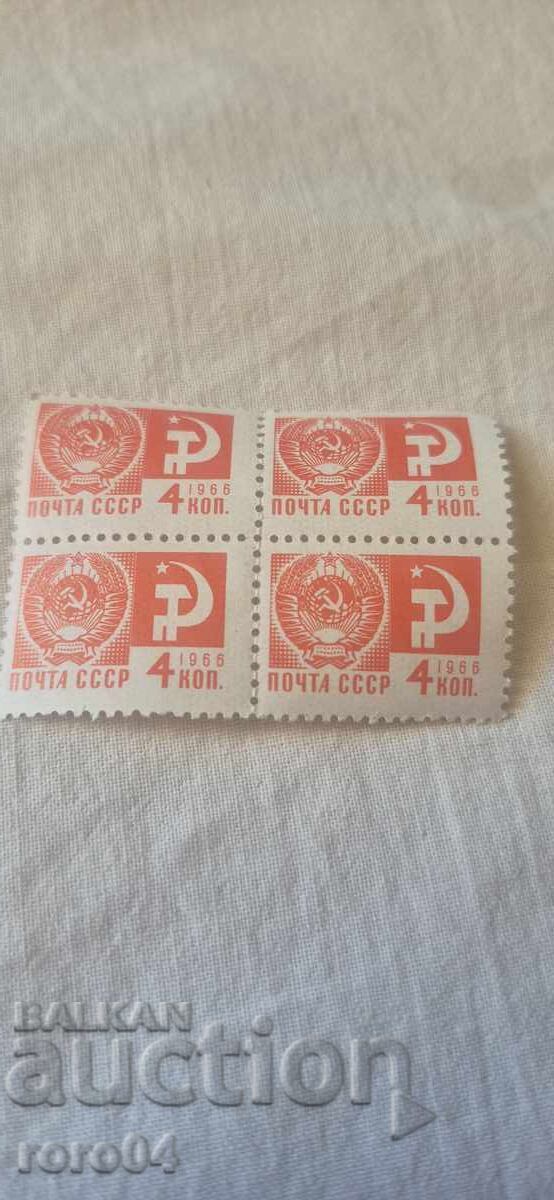 1966
ПОЧТА СССР 4 КОП.
1966
ПОЧТА СССР 4 КОП.
1966
ПОЧТА СССР 4 КОП.
1966
ПОЧТА СССР 4 КОП.
BALKAN
auction
roro04